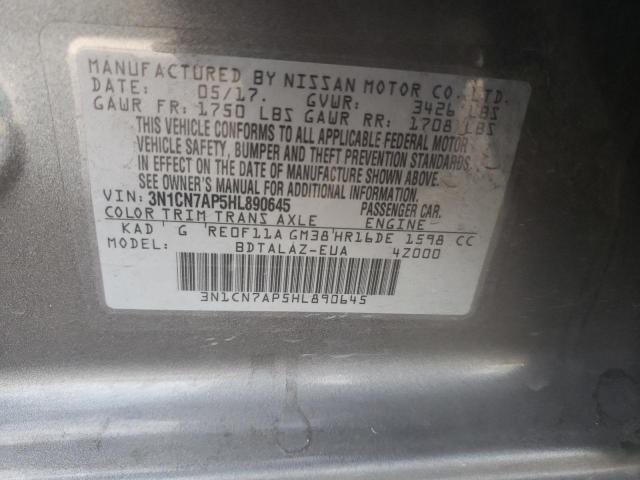 MANUFACTURED BY NISSAN MOTOR CO., LTD.
DATE: 05/17. GVWR: 3426 LBS
GAWR FR: 1750 LBS GAWR RR: 1708 LBS
THIS VEHICLE CONFORMS TO ALL APPLICABLE FEDERAL MOTOR
VEHICLE SAFETY, BUMPER AND THEFT PREVENTION STANDARDS
IN EFFECT ON THE DATE OF MANUFACTURE SHOWN ABOVE.
SEE OWNER'S MANUAL FOR ADDITIONAL INFORMATION.
VIN: 3N1CN7AP5HL890645 PASSENGER CAR.
COLOR TRIM TRANS AXLE ENGINE
KAD G RE0F11A GM38 HR16DE 1598 CC
MODEL: BDTALAZ-EUA 4Z000
3N1CN7AP5HL890645